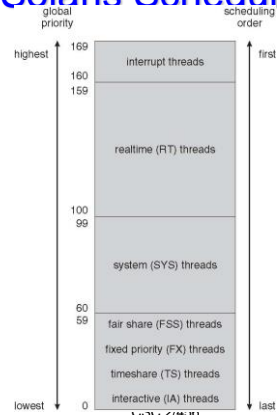 global
priority
scheduling
order
highest
169
first
interrupt threads
160
159
realtime (RT) threads
100
99
system (SYS) threads
60
59
fair share (FSS) threads
fixed priority (FX) threads
timeshare (TS) threads
interactive (IA) threads
lowest
0
last